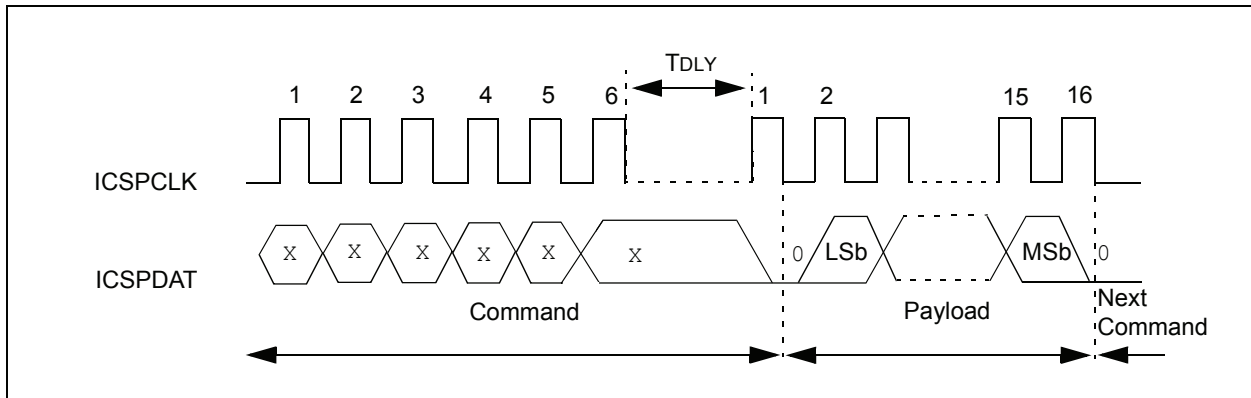 TDLY
1 2 3 4 5 6 1 2 15 16
ICSPCLK
X X X X X X 0 LSb MSb 0
ICSPDAT
Command Payload Next
Command